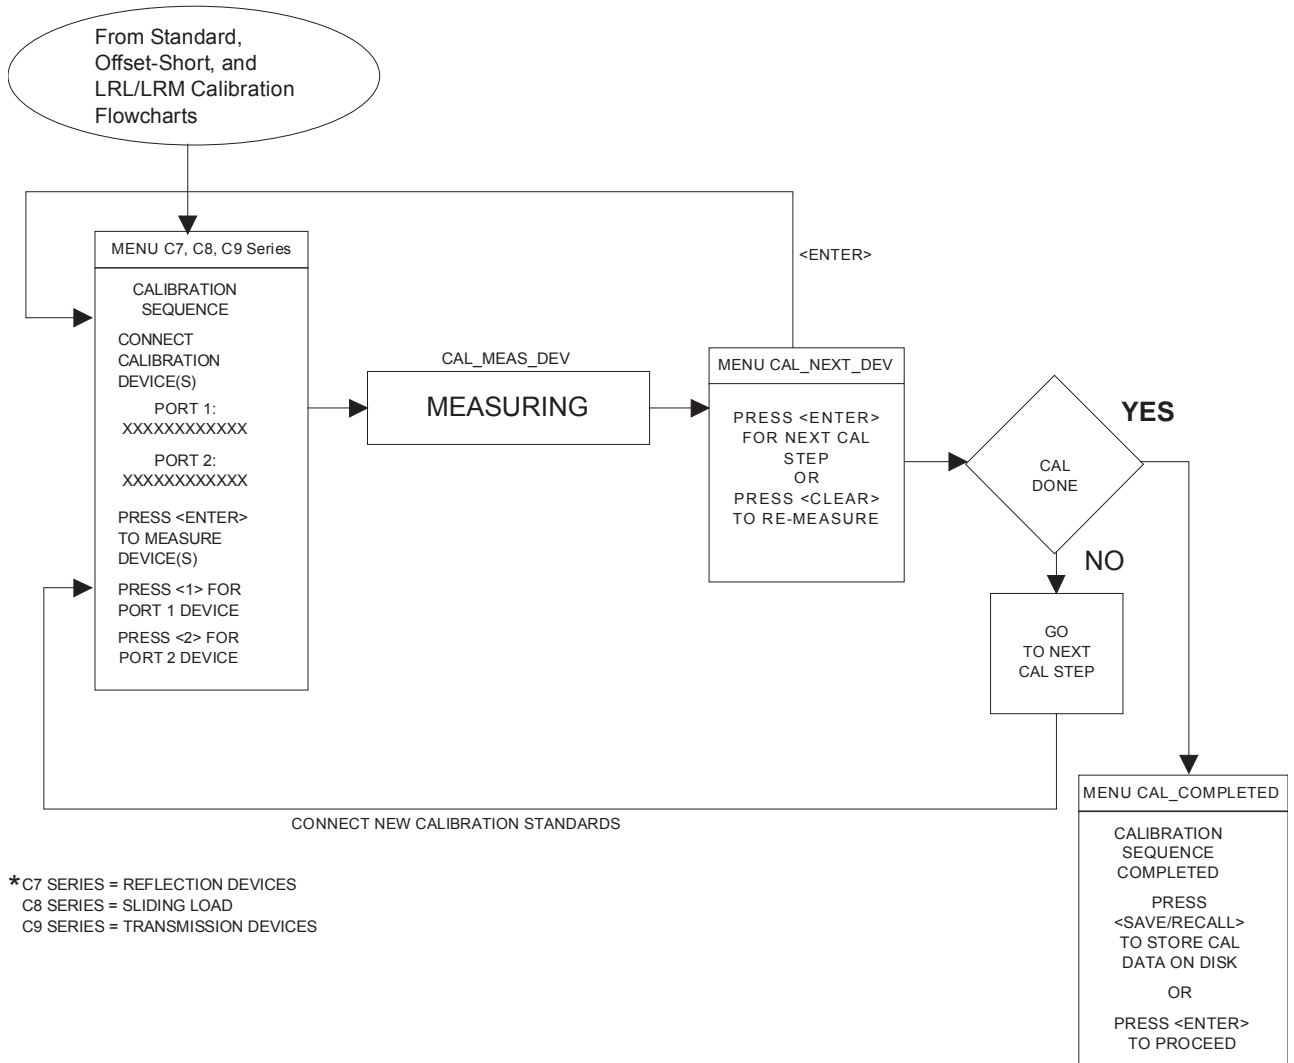 From Standard,
Offset-Short, and
LRL/LRM Calibration
Flowcharts
MENU C7, C8, C9 Series
CALIBRATION
SEQUENCE
CONNECT
CALIBRATION
DEVICE(S)
PORT 1:
XXXXXXXXXXXX
PORT 2:
XXXXXXXXXXXX
PRESS <ENTER>
TO MEASURE
DEVICE(S)
PRESS <1> FOR
PORT 1 DEVICE
PRESS <2> FOR
PORT 2 DEVICE
CAL_MEAS_DEV
MEASURING
<ENTER>
MENU CAL_NEXT_DEV
PRESS <ENTER>
FOR NEXT CAL
STEP
OR
PRESS <CLEAR>
TO RE-MEASURE
CAL
DONE
YES
NO
GO
TO NEXT
CAL STEP
CONNECT NEW CALIBRATION STANDARDS
MENU CAL_COMPLETED
CALIBRATION
SEQUENCE
COMPLETED
PRESS
<SAVE/RECALL>
TO STORE CAL
DATA ON DISK
OR
PRESS <ENTER>
TO PROCEED
*C7 SERIES = REFLECTION DEVICES
C8 SERIES = SLIDING LOAD
C9 SERIES = TRANSMISSION DEVICES